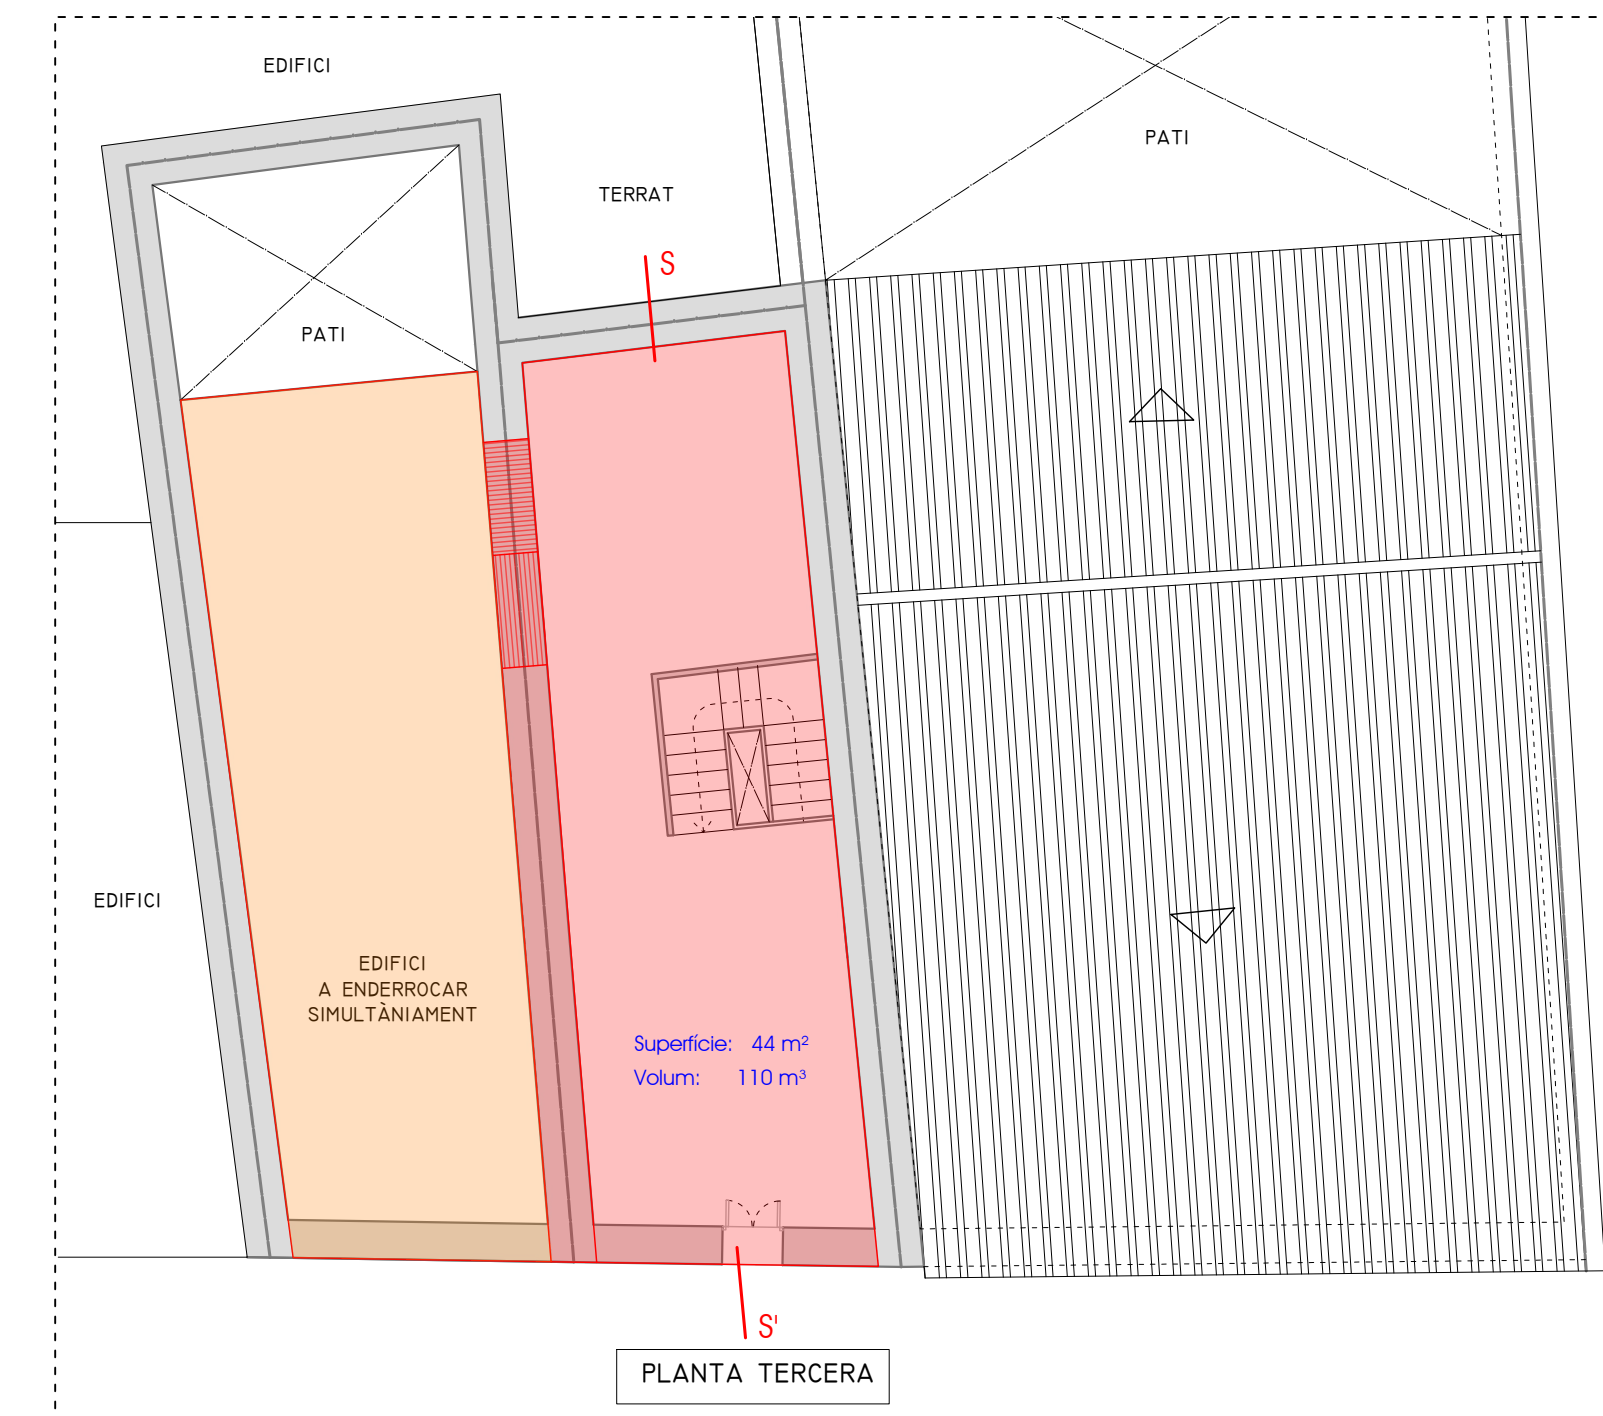 EDIFICI
PATI
TERRAT
S
PATI
EDIFICI
EDIFICI
A ENDERROCAR
SIMULTÀNIAMENT
Superfície: 44 m²
Volum: 110 m³
S'
PLANTA TERCERA